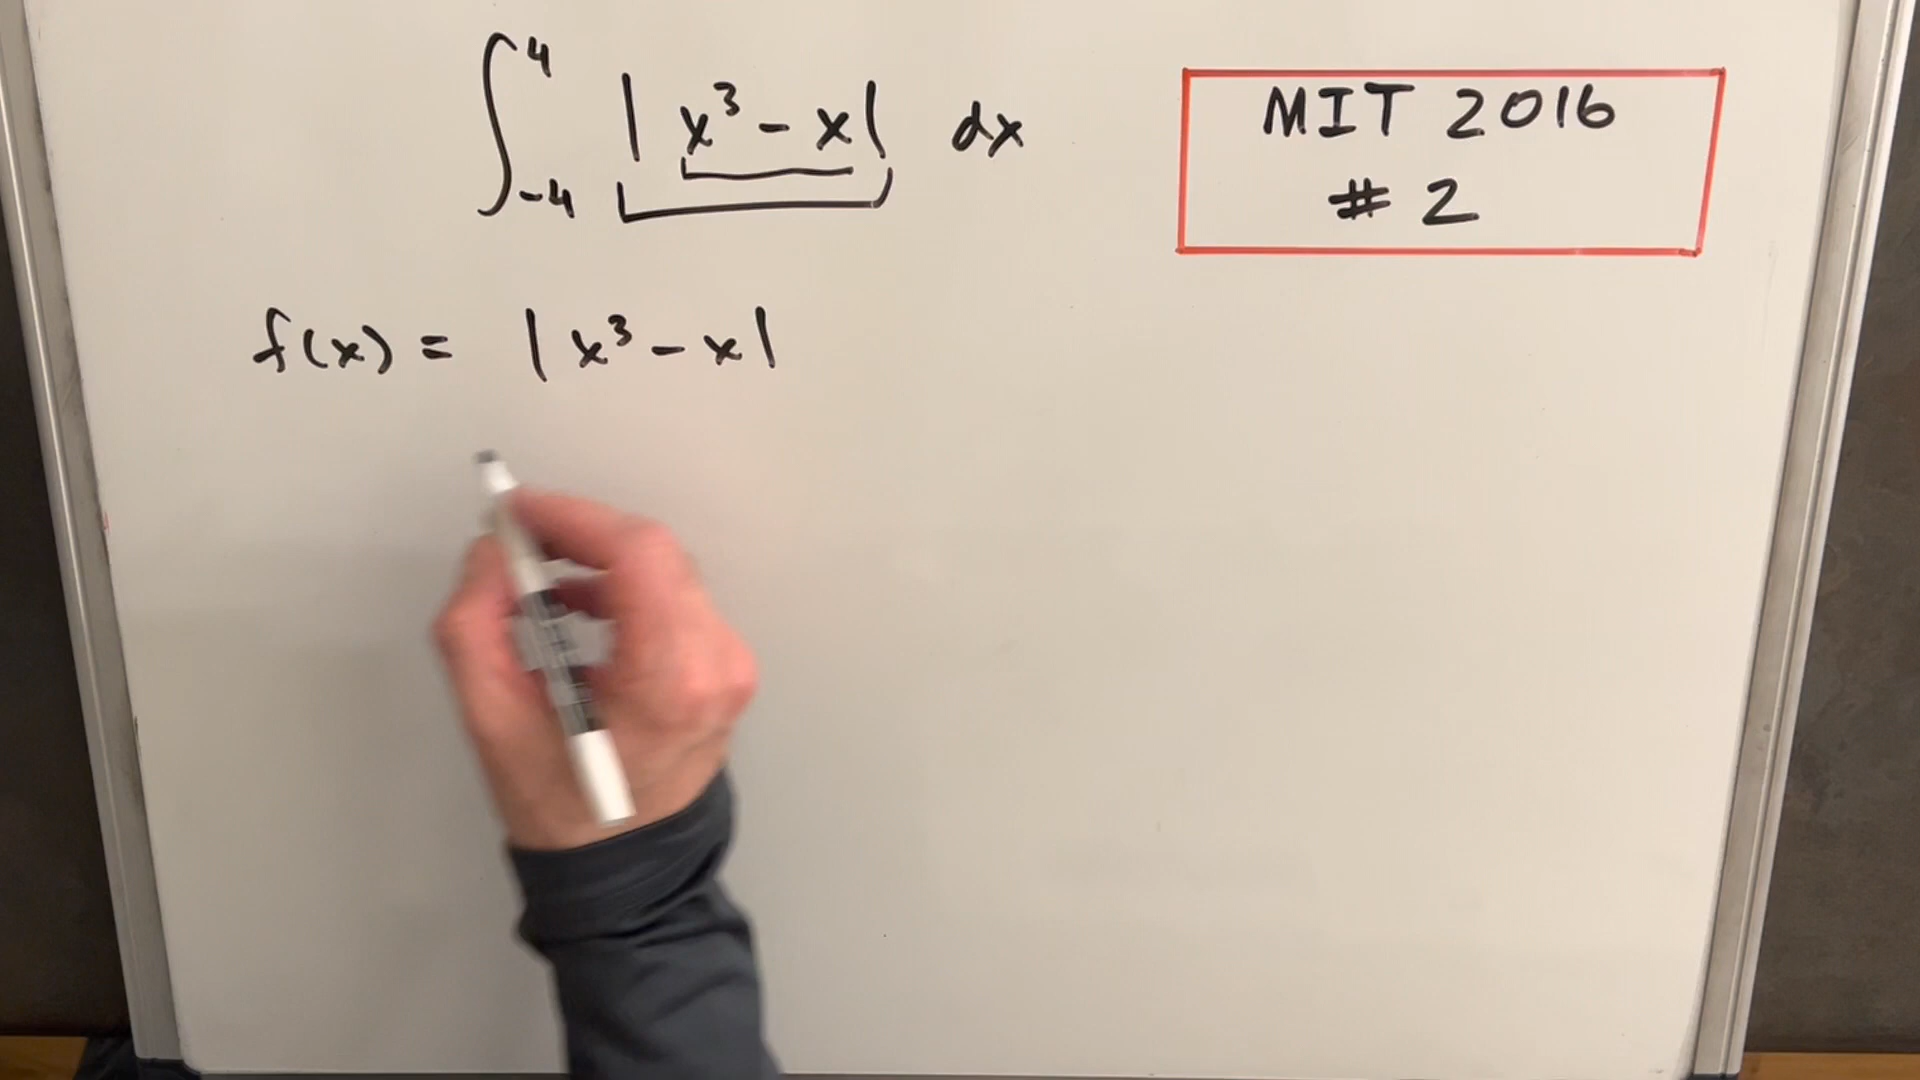 ∫_{-4}^{4} |x³ - x| dx
MIT 2016
# 2
f(x) = |x³ - x|